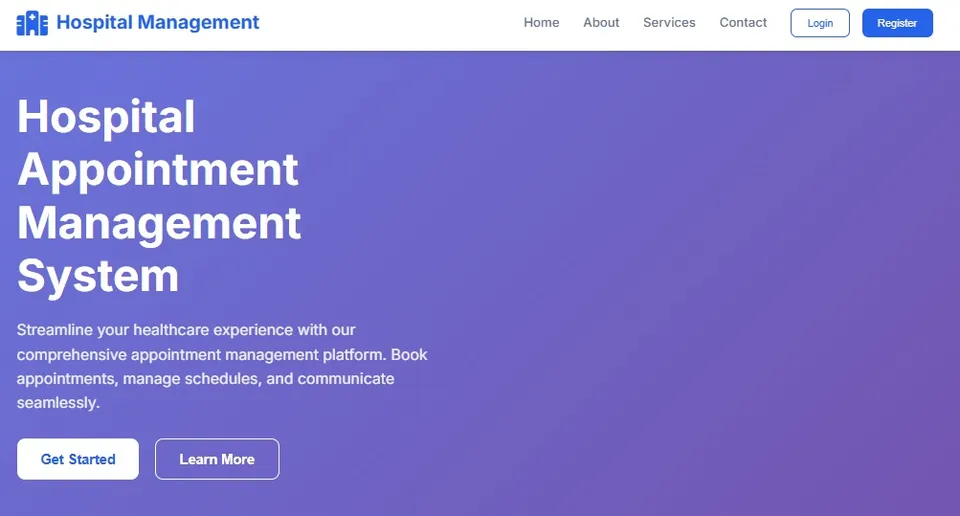 Hospital Management
Home
About
Services
Contact
Login
Register
Hospital
Appointment
Management
System
Streamline your healthcare experience with our
comprehensive appointment management platform. Book
appointments, manage schedules, and communicate
seamlessly.
Get Started
Learn More